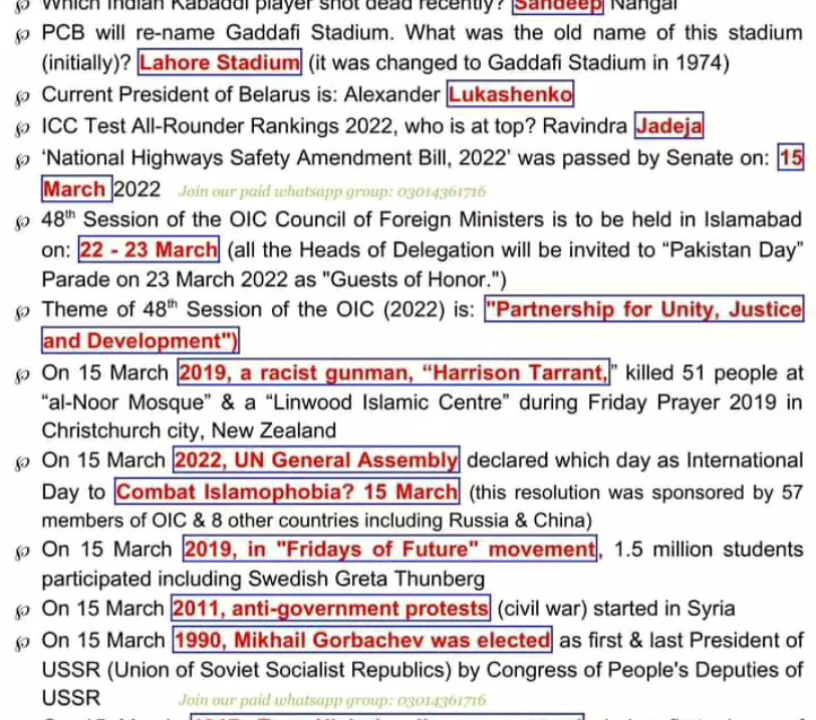 ℘ Which Indian Kabaddi player shot dead recently? Sandeep Nangal
℘ PCB will re-name Gaddafi Stadium. What was the old name of this stadium
(initially)? Lahore Stadium (it was changed to Gaddafi Stadium in 1974)
℘ Current President of Belarus is: Alexander Lukashenko
℘ ICC Test All-Rounder Rankings 2022, who is at top? Ravindra Jadeja
℘ ‘National Highways Safety Amendment Bill, 2022’ was passed by Senate on: 15
March 2022 Join our paid whatsapp group: 03014361716
℘ 48th Session of the OIC Council of Foreign Ministers is to be held in Islamabad
on: 22 - 23 March (all the Heads of Delegation will be invited to “Pakistan Day”
Parade on 23 March 2022 as "Guests of Honor.")
℘ Theme of 48th Session of the OIC (2022) is: "Partnership for Unity, Justice
and Development")
℘ On 15 March 2019, a racist gunman, “Harrison Tarrant,” killed 51 people at
“al-Noor Mosque” & a “Linwood Islamic Centre” during Friday Prayer 2019 in
Christchurch city, New Zealand
℘ On 15 March 2022, UN General Assembly declared which day as International
Day to Combat Islamophobia? 15 March (this resolution was sponsored by 57
members of OIC & 8 other countries including Russia & China)
℘ On 15 March 2019, in "Fridays of Future" movement, 1.5 million students
participated including Swedish Greta Thunberg
℘ On 15 March 2011, anti-government protests (civil war) started in Syria
℘ On 15 March 1990, Mikhail Gorbachev was elected as first & last President of
USSR (Union of Soviet Socialist Republics) by Congress of People's Deputies of
USSR Join our paid whatsapp group: 03014361716